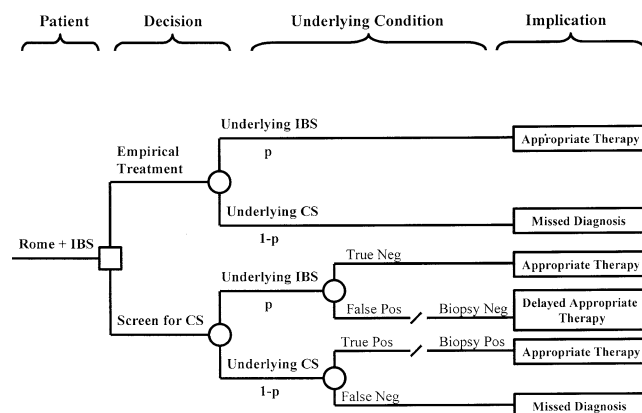 Patient Decision Underlying Condition Implication
Underlying IBS
p
Appropriate Therapy
Empirical
Treatment
Underlying CS
1-p
Missed Diagnosis
Rome + IBS
True Neg
Appropriate Therapy
Underlying IBS
p
False Pos Biopsy Neg
Delayed Appropriate
Therapy
Screen for CS
True Pos Biopsy Pos
Appropriate Therapy
Underlying CS
1-p
False Neg
Missed Diagnosis